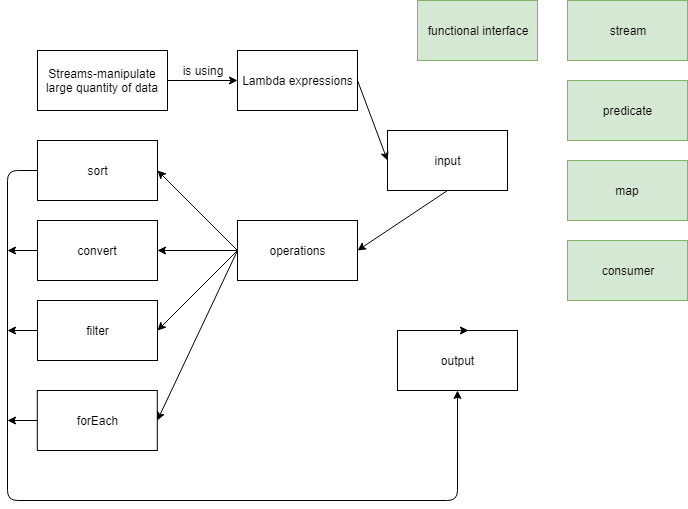 functional interface
stream
Streams-manipulate
large quantity of data
is using
Lambda expressions
predicate
input
sort
map
convert
operations
consumer
filter
output
forEach